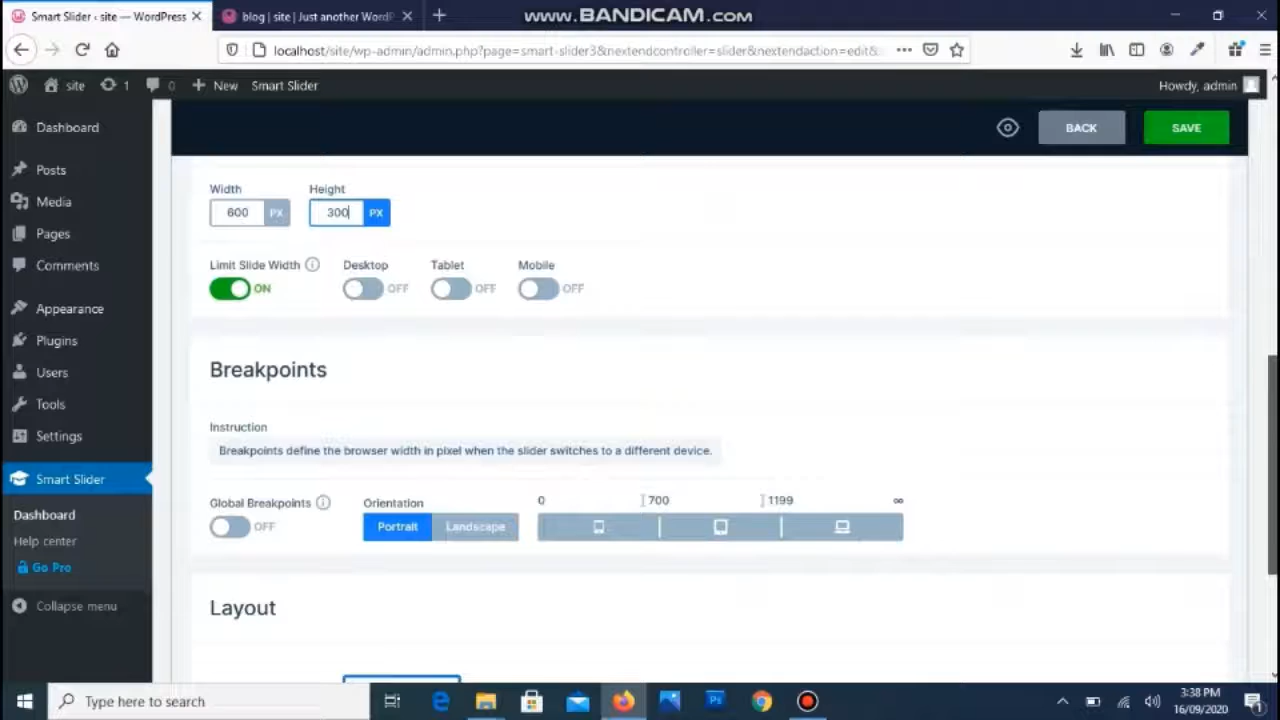 Smart Slider ‹ site — WordPress
blog | site | Just another WordP
www.BANDICAM.com
localhost/site/wp-admin/admin.php?page=smart-slider3&nextendcontroller=slider&nextendaction=edit&
site
1
0
New
Smart Slider
Howdy, admin
Dashboard
Posts
Media
Pages
Comments
Appearance
Plugins
Users
Tools
Settings
Smart Slider
Dashboard
Help center
Go Pro
Collapse menu
BACK
SAVE
Width
Height
600 PX
300 PX
Limit Slide Width
Desktop
Tablet
Mobile
ON
OFF
OFF
OFF
Breakpoints
Instruction
Breakpoints define the browser width in pixel when the slider switches to a different device.
Global Breakpoints
Orientation
0
700
1199
∞
OFF
Portrait
Landscape
Layout
Type here to search
Ps
3:38 PM
16/09/2020
1